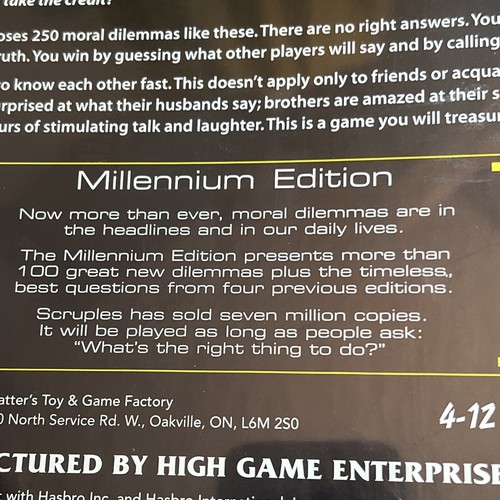 take the credit?
oses 250 moral dilemmas like these. There are no right answers. You
ruth. You win by guessing what other players will say and by calling
o know each other fast. This doesn't apply only to friends or acqua
rprised at what their husbands say; brothers are amazed at their s
urs of stimulating talk and laughter. This is a game you will treasu
Millennium Edition
Now more than ever, moral dilemmas are in
the headlines and in our daily lives.
The Millennium Edition presents more than
100 great new dilemmas plus the timeless,
best questions from four previous editions.
Scruples has sold seven million copies.
It will be played as long as people ask:
"What's the right thing to do?"
atter's Toy & Game Factory
0 North Service Rd. W., Oakville, ON, L6M 2S0
4-12
CTURED BY HIGH GAME ENTERPRISE
with Hasbro Inc. and Hasbro